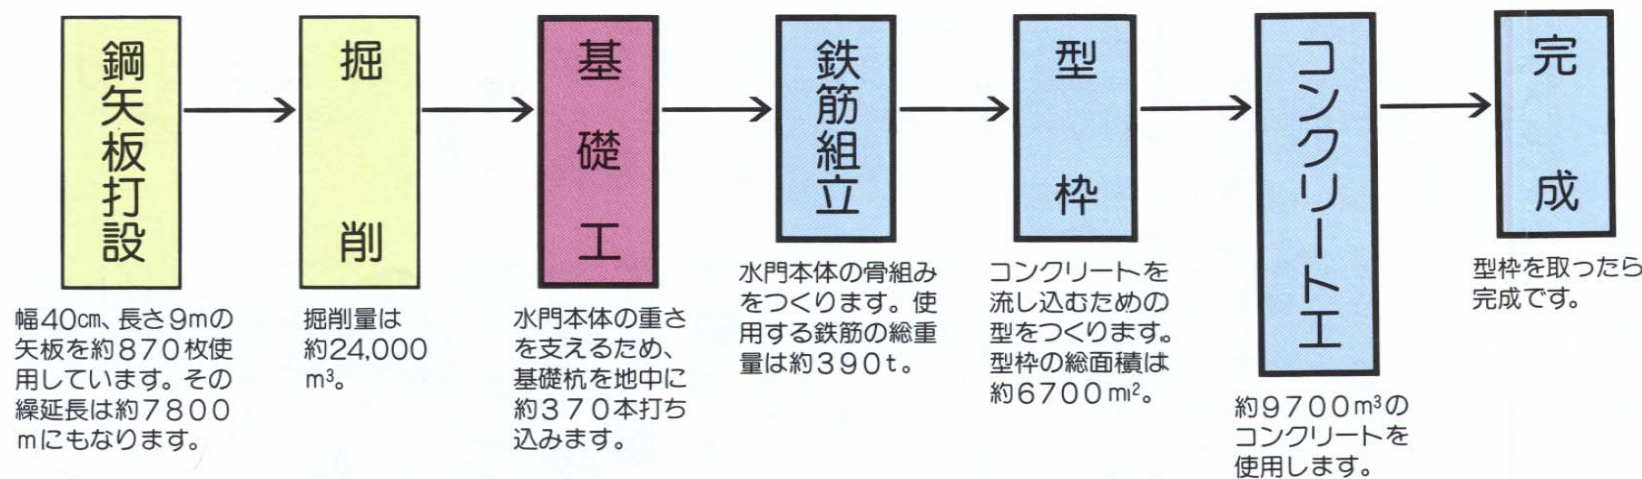 鋼矢板打設
幅40㎝、長さ9mの
矢板を約870枚使
用しています。その
繰延長は約7800
mにもなります。
掘削
掘削量は
約24,000
m³。
基礎工
水門本体の重さ
を支えるため、
基礎杭を地中に
約370本打ち
込みます。
鉄筋組立
水門本体の骨組み
をつくります。使
用する鉄筋の総重
量は約390t。
型枠
コンクリートを
流し込むための
型をつくります。
型枠の総面積は
約6700㎡。
コンクリート工
約9700m³の
コンクリートを
使用します。
完成
型枠を取ったら
完成です。